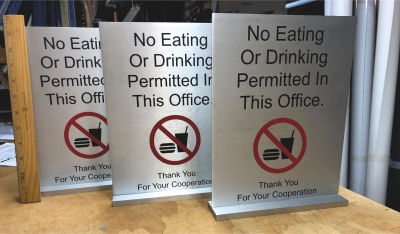 No Eating
Or Drinking
Permitted In
This Office.
Thank You
For Your Cooperation
No Eating
Or Drinking
Permitted In
This Office.
Thank You
For Your Cooperation
No Eating
Or Drinking
Permitted In
This Office.
Thank You
For Your Cooperation